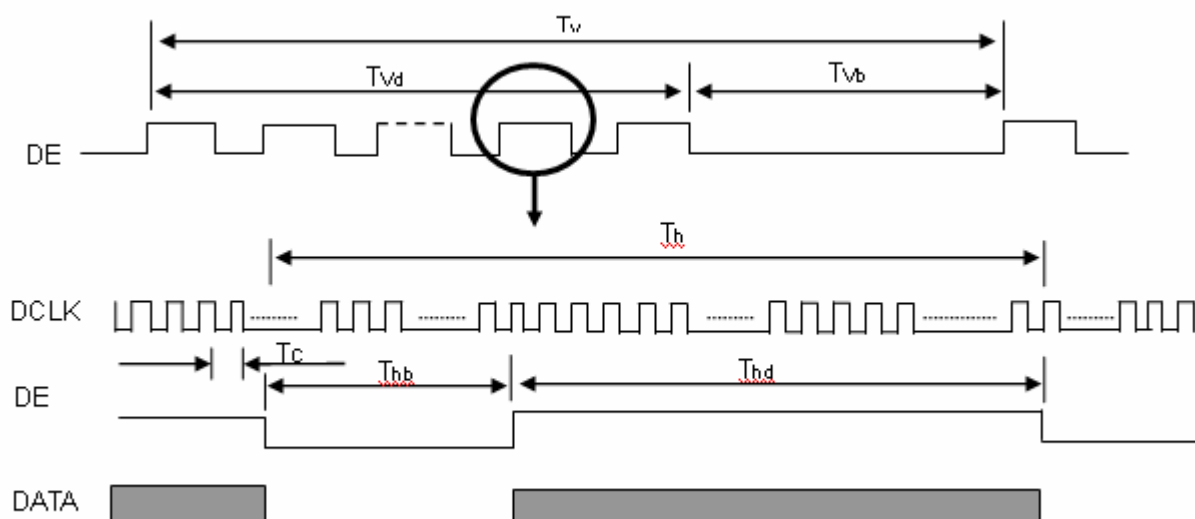 Tv
TVd
TVb
DE
Th
DCLK
Tc
Thb
Thd
DE
DATA